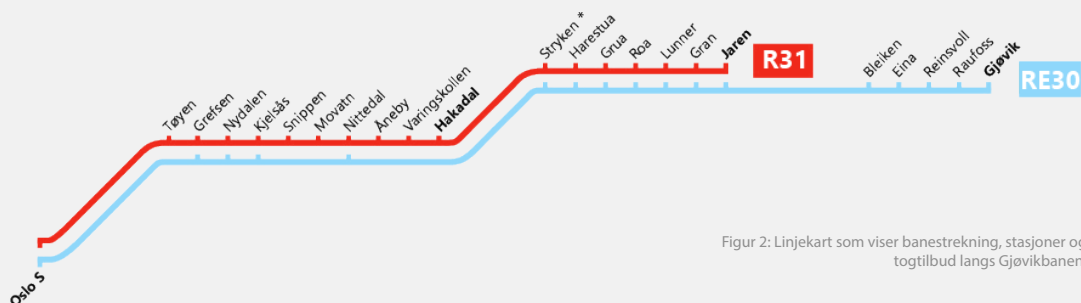 Oslo S
Tøyen
Grefsen
Nydalen
Kjelsås
Snippen
Movatn
Nittedal
Åneby
Varingskollen
Hakadal
Stryken *
Harestua
Grua
Roa
Lunner
Gran
Jaren
R31
Bleiken
Eina
Reinsvoll
Raufoss
Gjøvik
RE30
Figur 2: Linjekart som viser banestrekning, stasjoner og
togtilbud langs Gjøvikbanen